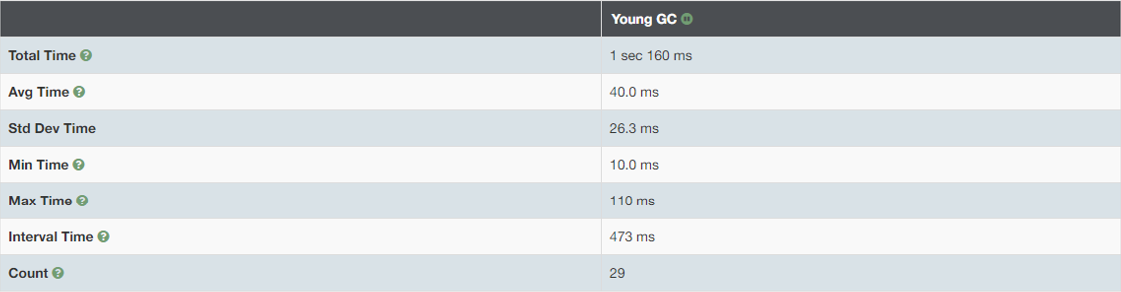 Young GC
Total Time 1 sec 160 ms
Avg Time 40.0 ms
Std Dev Time 26.3 ms
Min Time 10.0 ms
Max Time 110 ms
Interval Time 473 ms
Count 29